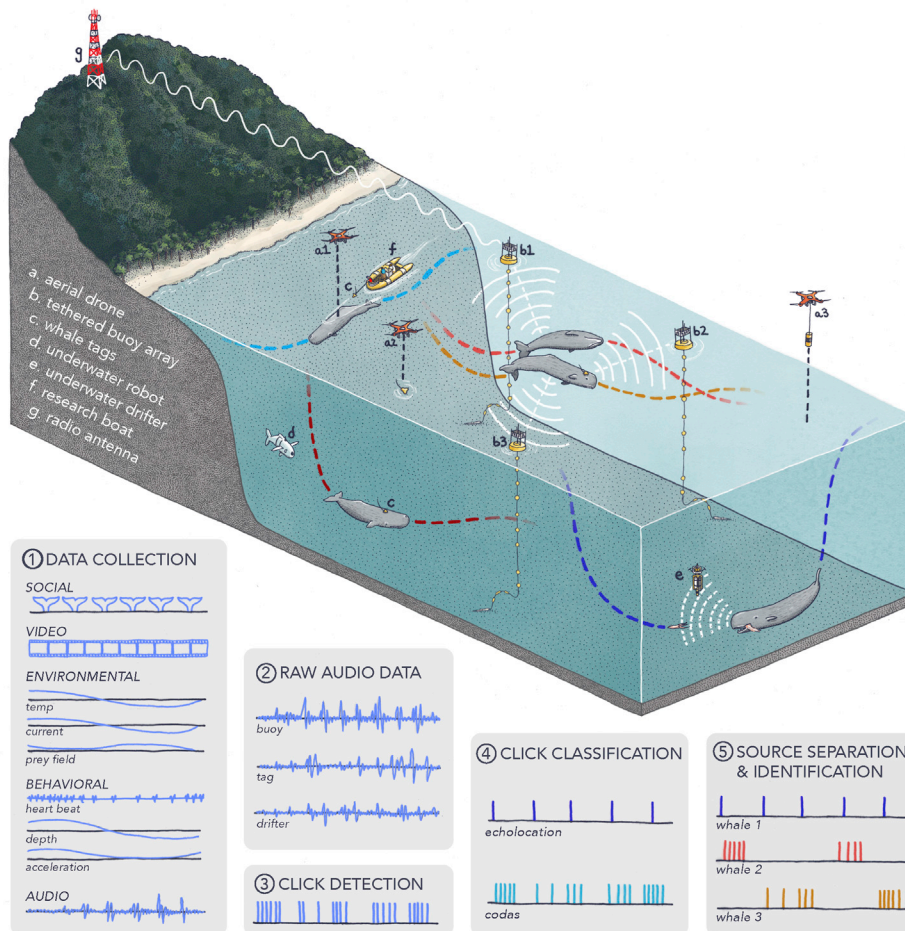 g
a1
f
c
b1
a2
b2
a3
a. aerial drone
b. tethered buoy array
c. whale tags
d. underwater robot
e. underwater drifter
f. research boat
g. radio antenna
d
b3
c
e
1 DATA COLLECTION
SOCIAL
VIDEO
ENVIRONMENTAL
temp
current
prey field
BEHAVIORAL
heart beat
depth
acceleration
AUDIO
2 RAW AUDIO DATA
buoy
tag
drifter
3 CLICK DETECTION
4 CLICK CLASSIFICATION
echolocation
codas
5 SOURCE SEPARATION
& IDENTIFICATION
whale 1
whale 2
whale 3